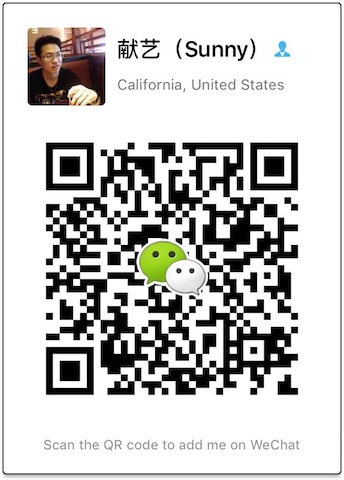 献艺（Sunny）
California, United States
Scan the QR code to add me on WeChat